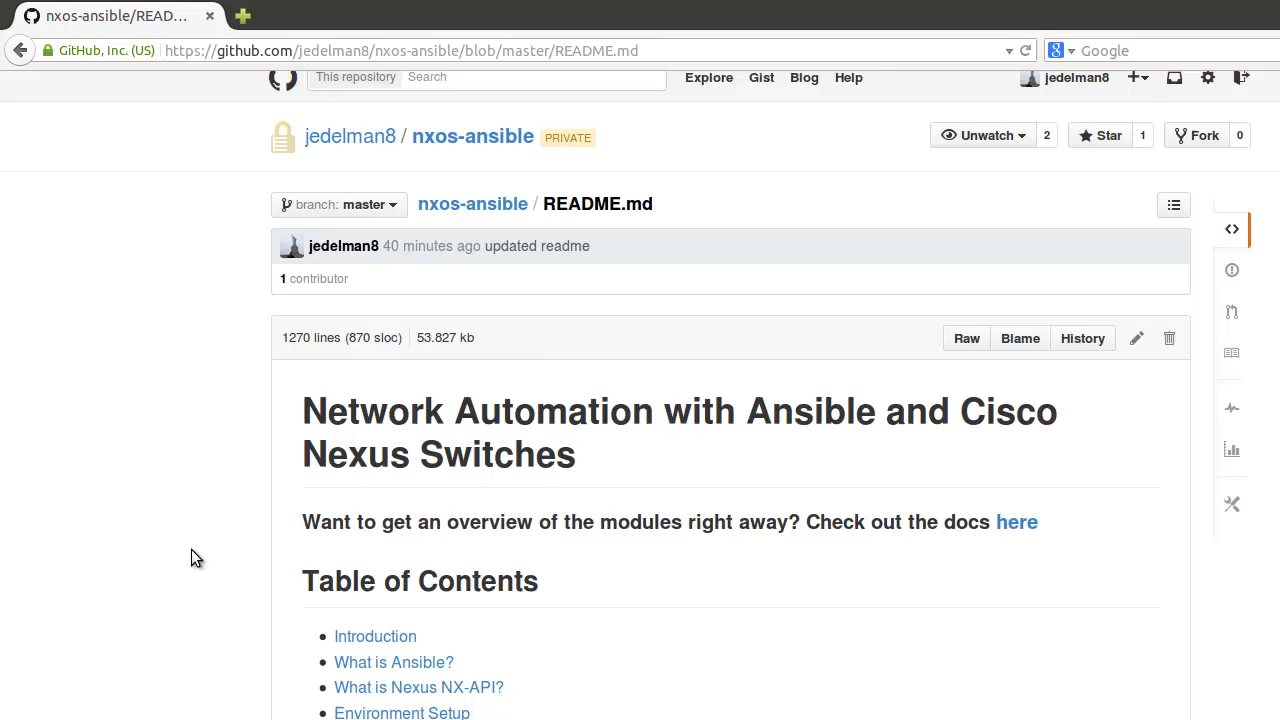 nxos-ansible/READ...
GitHub, Inc. (US) https://github.com/jedelman8/nxos-ansible/blob/master/README.md Google
This repository Search Explore Gist Blog Help jedelman8
jedelman8 / nxos-ansible PRIVATE Unwatch 2 Star 1 Fork 0
branch: master nxos-ansible / README.md
jedelman8 40 minutes ago updated readme
1 contributor
1270 lines (870 sloc) 53.827 kb Raw Blame History
Network Automation with Ansible and Cisco
Nexus Switches
Want to get an overview of the modules right away? Check out the docs here
Table of Contents
Introduction
What is Ansible?
What is Nexus NX-API?
Environment Setup